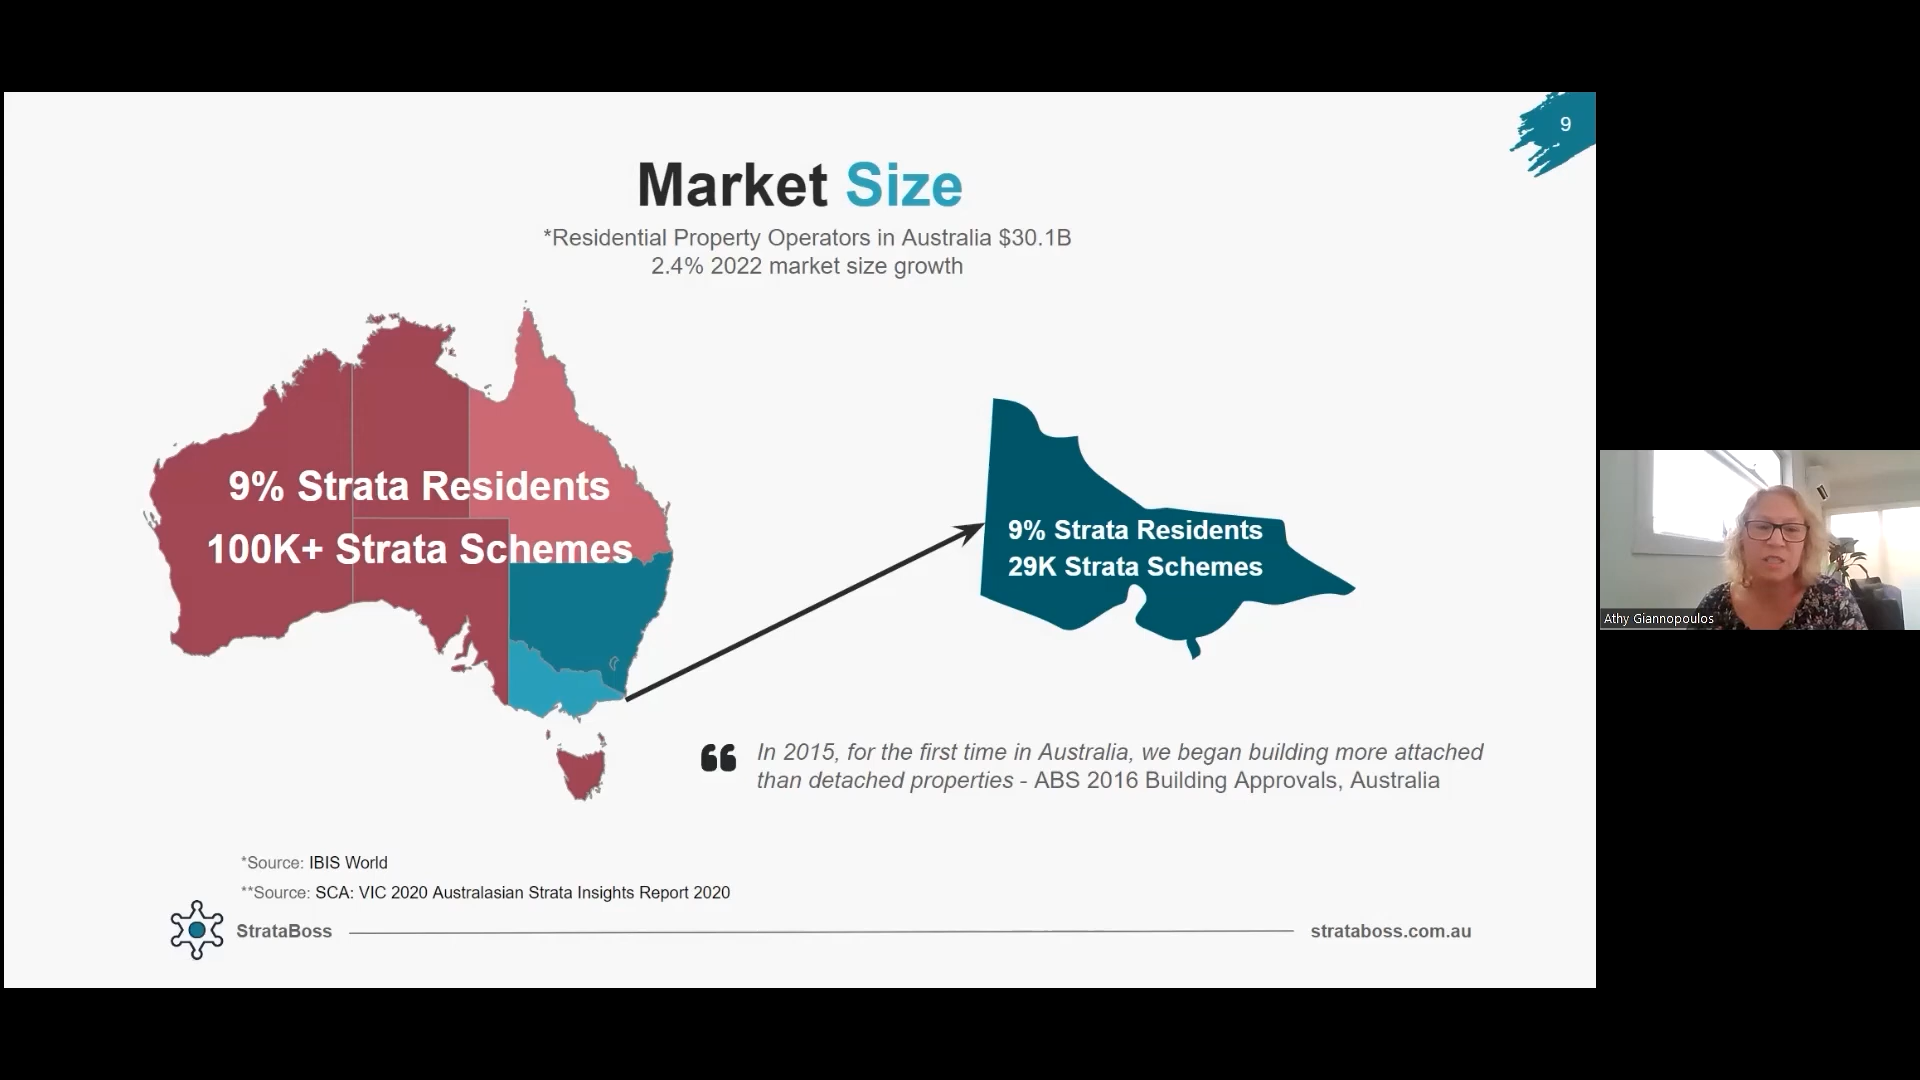 9
Market Size
*Residential Property Operators in Australia $30.1B
2.4% 2022 market size growth
9% Strata Residents
100K+ Strata Schemes
9% Strata Residents
29K Strata Schemes
In 2015, for the first time in Australia, we began building more attached
than detached properties - ABS 2016 Building Approvals, Australia
*Source: IBIS World
**Source: SCA: VIC 2020 Australasian Strata Insights Report 2020
StrataBoss
strataboss.com.au
Athy Giannopoulos